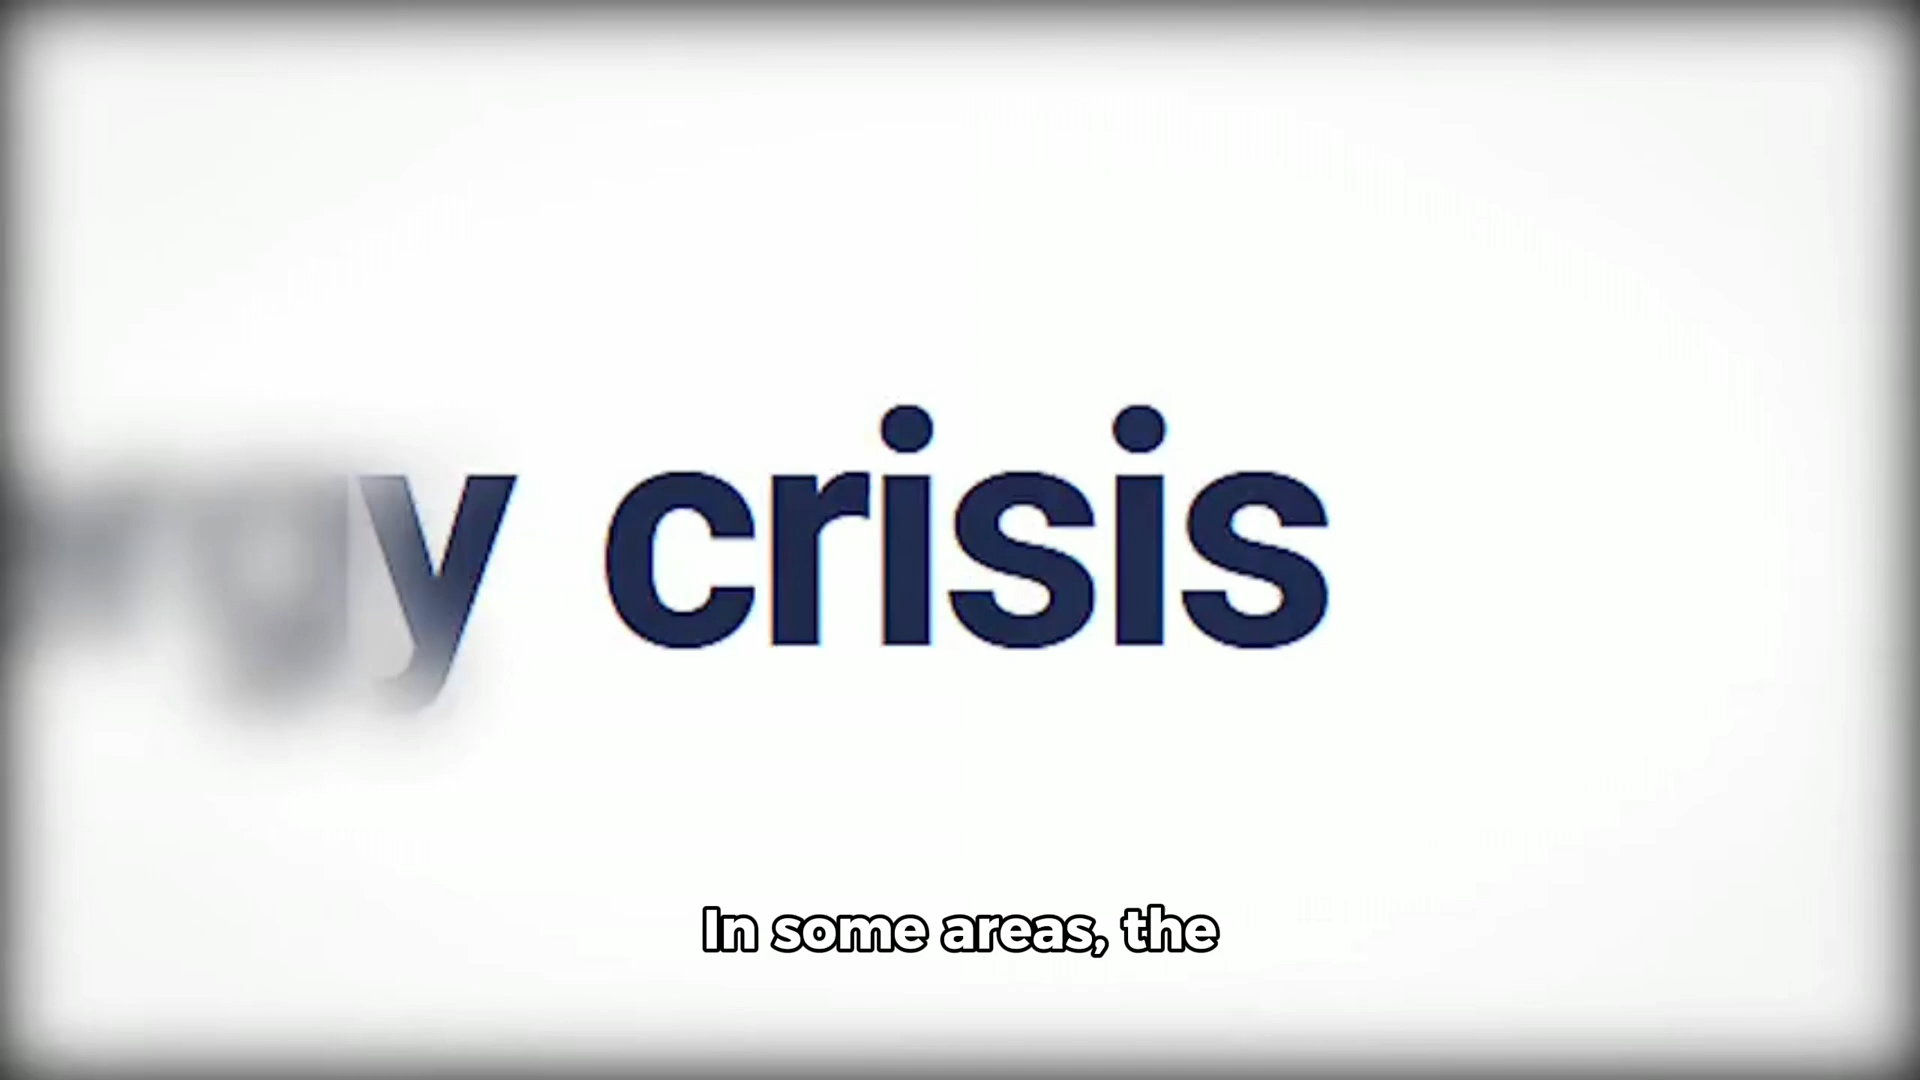 y crisis
In some areas, the